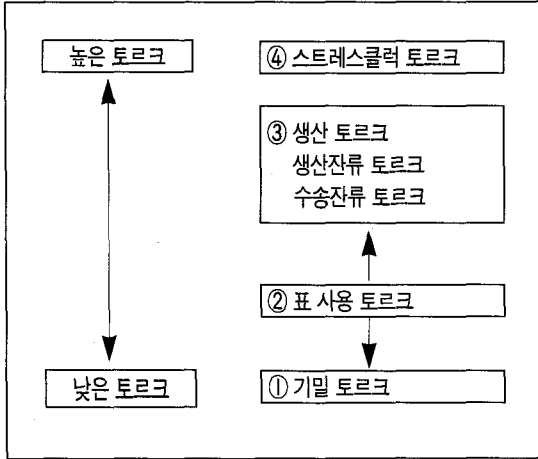 높은 토르크
④ 스트레스클럭 토르크
③ 생산 토르크
생산잔류 토르크
수송잔류 토르크
② 표 사용 토르크
낮은 토르크
① 기밀 토르크